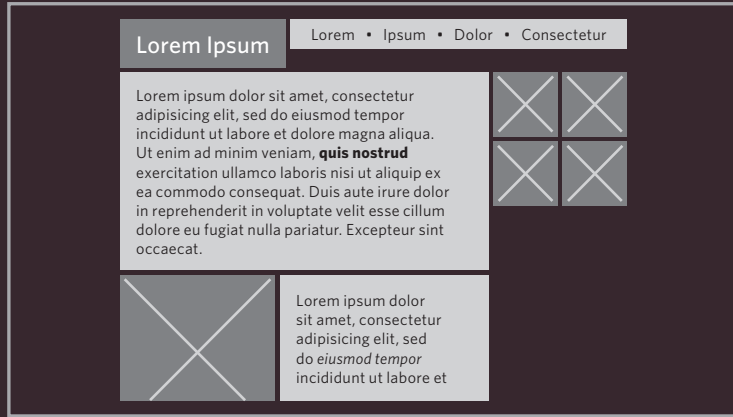 Lorem Ipsum
Lorem • Ipsum • Dolor • Consectetur
Lorem ipsum dolor sit amet, consectetur
adipisicing elit, sed do eiusmod tempor
incididunt ut labore et dolore magna aliqua.
Ut enim ad minim veniam, quis nostrud
exercitation ullamco laboris nisi ut aliquip ex
ea commodo consequat. Duis aute irure dolor
in reprehenderit in voluptate velit esse cillum
dolore eu fugiat nulla pariatur. Excepteur sint
occaecat.
Lorem ipsum dolor
sit amet, consectetur
adipisicing elit, sed
do eiusmod tempor
incididunt ut labore et